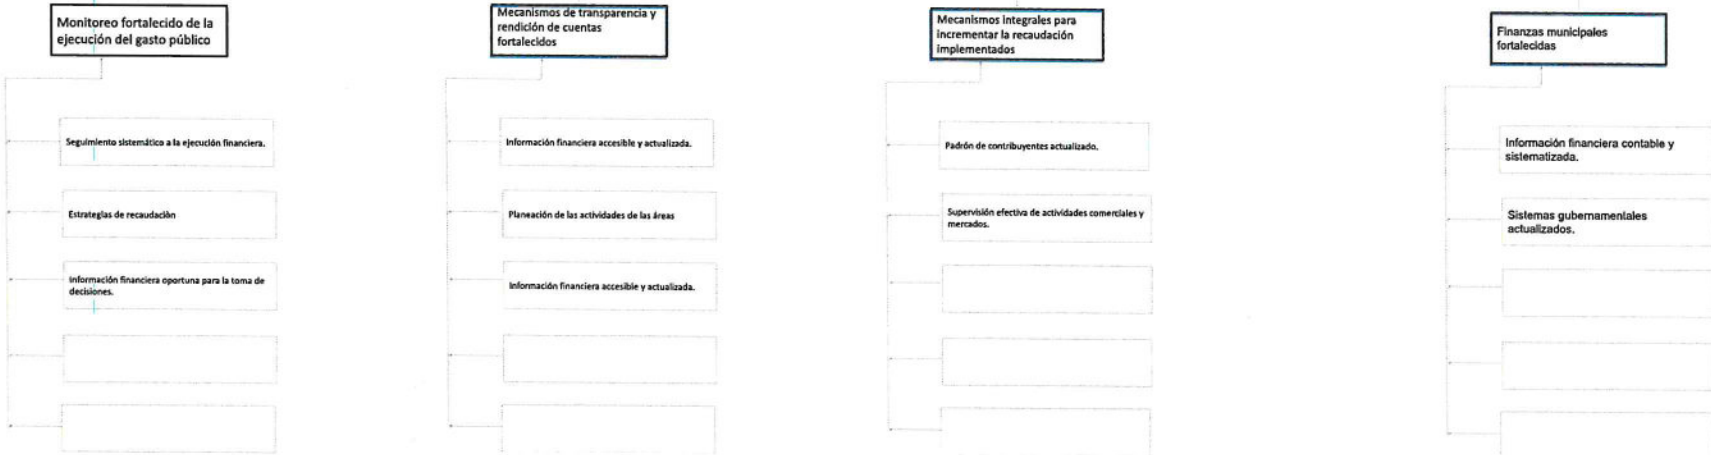 Monitoreo fortalecido de la
ejecución del gasto público
Seguimiento sistemático a la ejecución financiera.
Estrategias de recaudación
Información financiera oportuna para la toma de
decisiones.
Mecanismos de transparencia y
rendición de cuentas
fortalecidos
Información financiera accesible y actualizada.
Planeación de las actividades de las áreas
Información financiera accesible y actualizada.
Mecanismos integrales para
incrementar la recaudación
implementados
Padrón de contribuyentes actualizado.
Supervisión efectiva de actividades comerciales y
mercados.
Finanzas municipales
fortalecidas
Información financiera contable y
sistematizada.
Sistemas gubernamentales
actualizados.